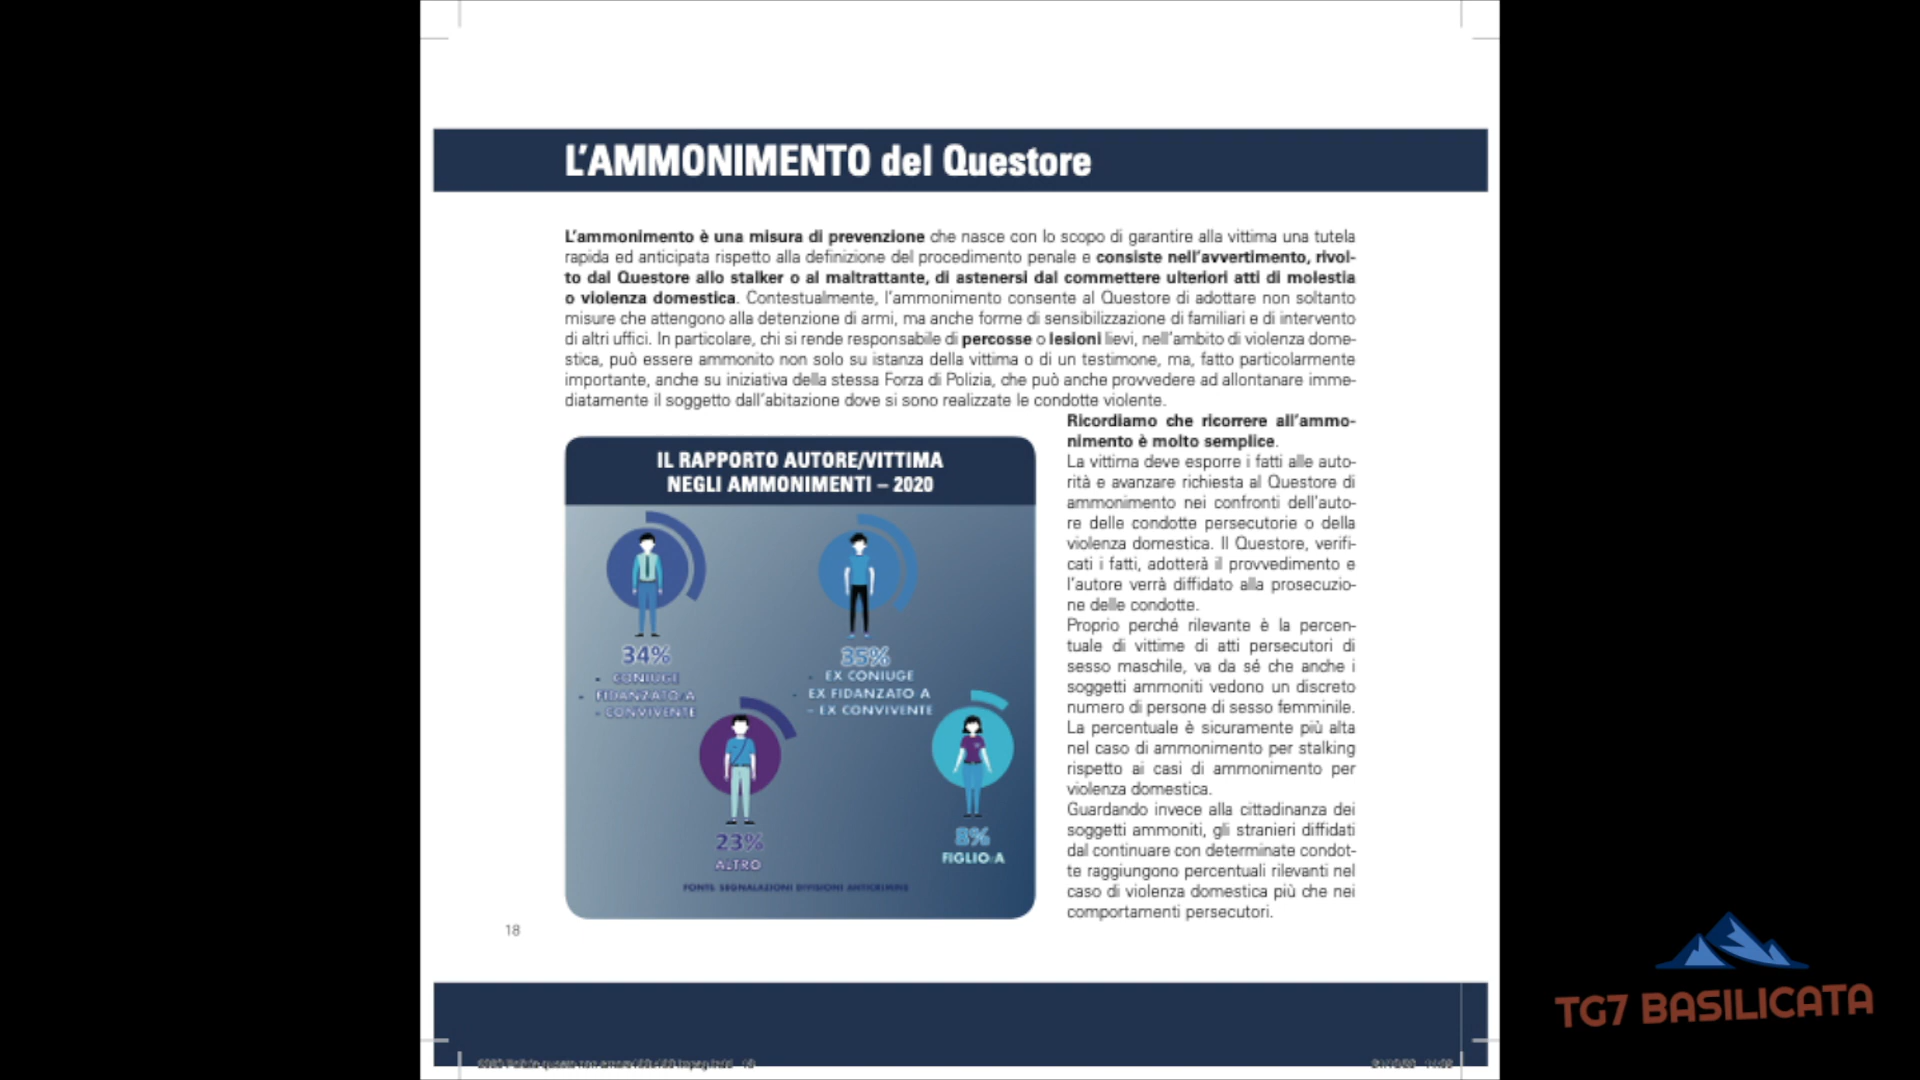 L'AMMONIMENTO del Questore
L'ammonimento è una misura di prevenzione che nasce con lo scopo di garantire alla vittima una tutela
rapida ed anticipata rispetto alla definizione del procedimento penale e consiste nell'avvertimento, rivol-
to dal Questore allo stalker o al maltrattante, di astenersi dal commettere ulteriori atti di molestia
o violenza domestica. Contestualmente, l'ammonimento consente al Questore di adottare non soltanto
misure che attengono alla detenzione di armi, ma anche forme di sensibilizzazione di familiari e di intervento
di altri uffici. In particolare, chi si rende responsabile di percosse o lesioni lievi, nell'ambito di violenza dome-
stica, può essere ammonito non solo su istanza della vittima o di un testimone, ma, fatto particolarmente
importante, anche su iniziativa della stessa Forza di Polizia, che può anche provvedere ad allontanare imme-
diatamente il soggetto dall'abitazione dove si sono realizzate le condotte violente.
IL RAPPORTO AUTORE/VITTIMA
NEGLI AMMONIMENTI – 2020
34%
- CONIUGE
- FIDANZATO/A
- CONVIVENTE
35%
- EX CONIUGE
- EX FIDANZATO A
– EX CONVIVENTE
23%
ALTRO
8%
FIGLIO A
FONTE: SEGNALAZIONI DIVISIONI ANTICRIMINE
Ricordiamo che ricorrere all'ammo-
nimento è molto semplice.
La vittima deve esporre i fatti alle auto-
rità e avanzare richiesta al Questore di
ammonimento nei confronti dell'auto-
re delle condotte persecutorie o della
violenza domestica. Il Questore, verifi-
cati i fatti, adotterà il provvedimento e
l'autore verrà diffidato alla prosecuzio-
ne delle condotte.
Proprio perché rilevante è la percen-
tuale di vittime di atti persecutori di
sesso maschile, va da sé che anche i
soggetti ammoniti vedono un discreto
numero di persone di sesso femminile.
La percentuale è sicuramente più alta
nel caso di ammonimento per stalking
rispetto ai casi di ammonimento per
violenza domestica.
Guardando invece alla cittadinanza dei
soggetti ammoniti, gli stranieri diffidati
dal continuare con determinate condot-
te raggiungono percentuali rilevanti nel
caso di violenza domestica più che nei
comportamenti persecutori.
18
TG7 BASILICATA